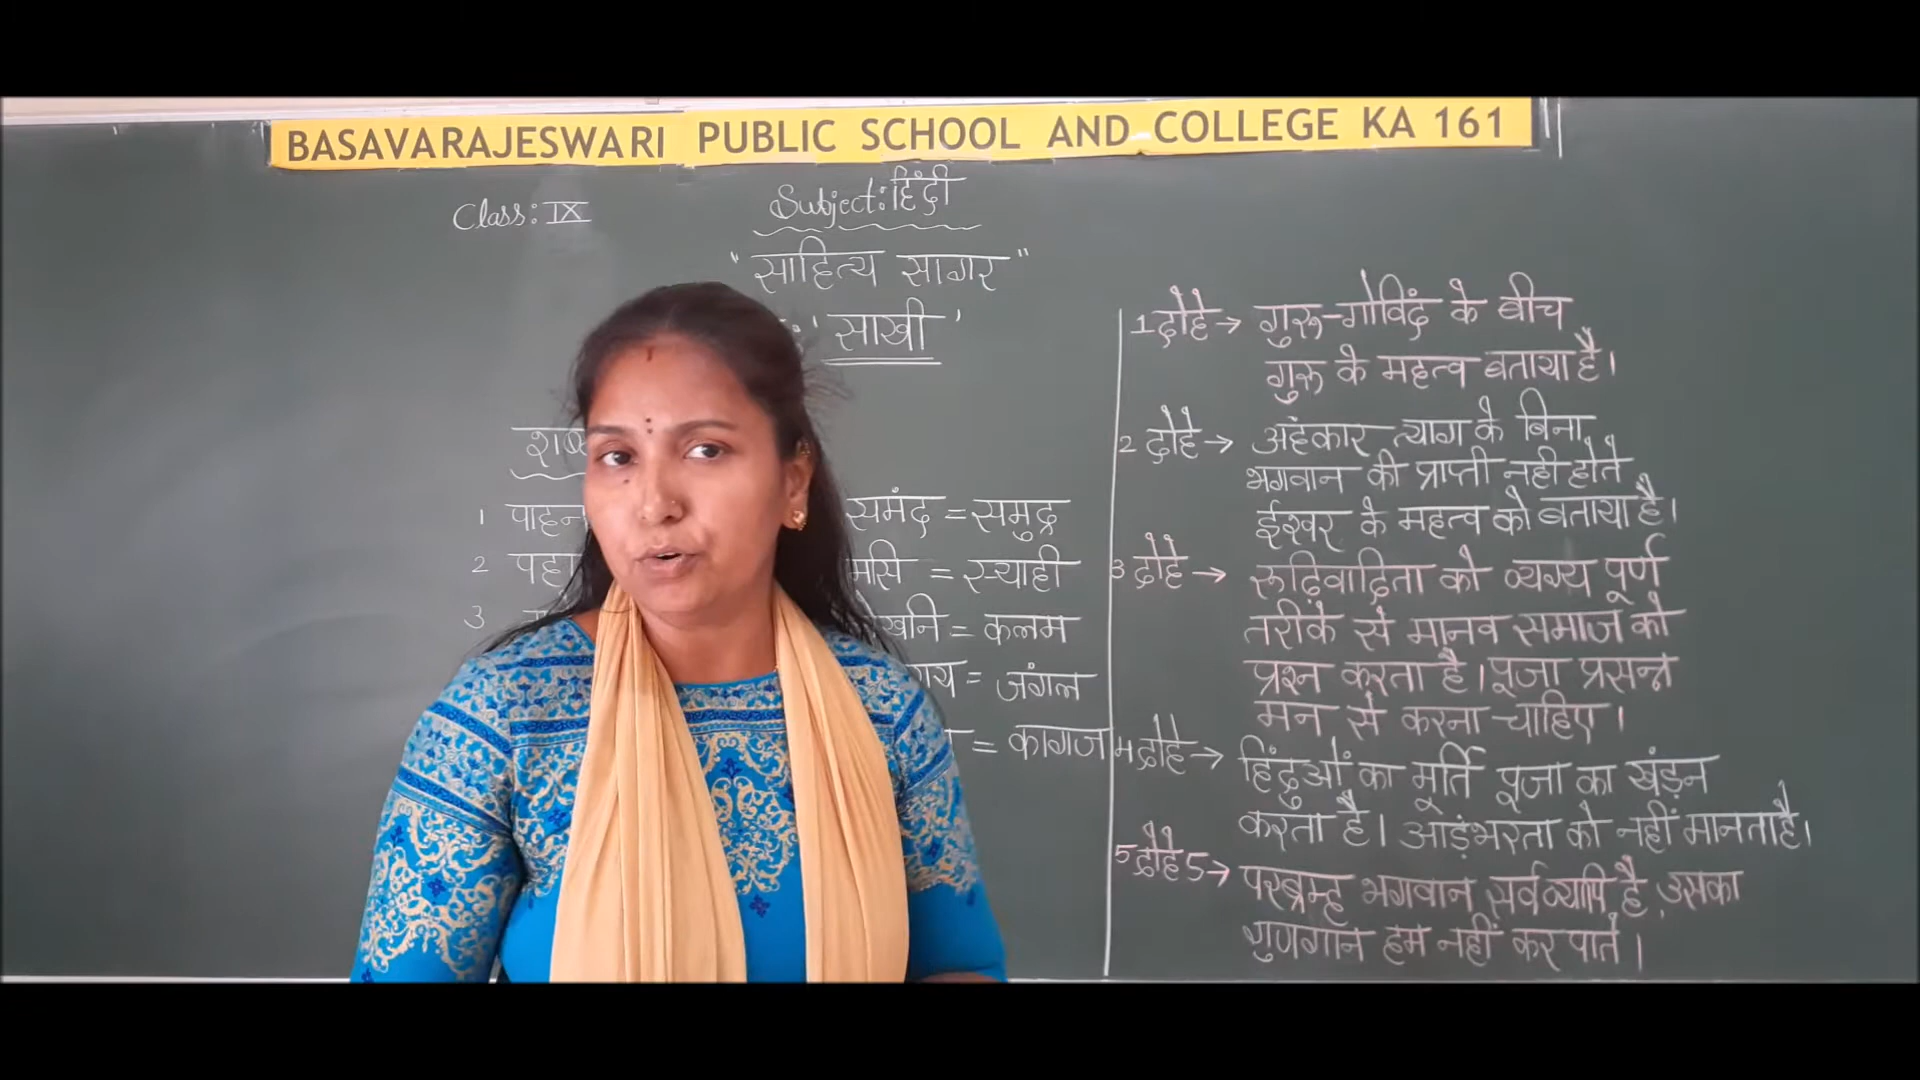 BASAVARAJESWARI PUBLIC SCHOOL AND COLLEGE KA 161
Class: IX
Subject: हिंदी
"साहित्य सागर"
'साखी'
1 पाहन
2 पहा
3
समंद = समुद्र
मसि = स्याही
= कलम
= जंगल
= कागज
1 दोहे → गुरू-गोविंद के बीच
गुरू के महत्व बताया है।
2 दोहे → अहंकार त्याग के बिना
भगवान की प्राप्ती नही होते
ईश्वर के महत्व को बताया है।
3 दोहे → रूढ़िवादिता को व्यग्य पूर्ण
तरीके से मानव समाज को
प्रश्न करता है। पूजा प्रसन्न
मन से करना चाहिए।
4 दोहे → हिंदुओं का मूर्ति पूजा का खंड़न
करता है। आड़ंभरता को नहीं मानता है।
5 दोहे 5 → परब्रम्ह भगवान सर्वव्यापि है, उसका
गुणगान हम नहीं कर पाते।